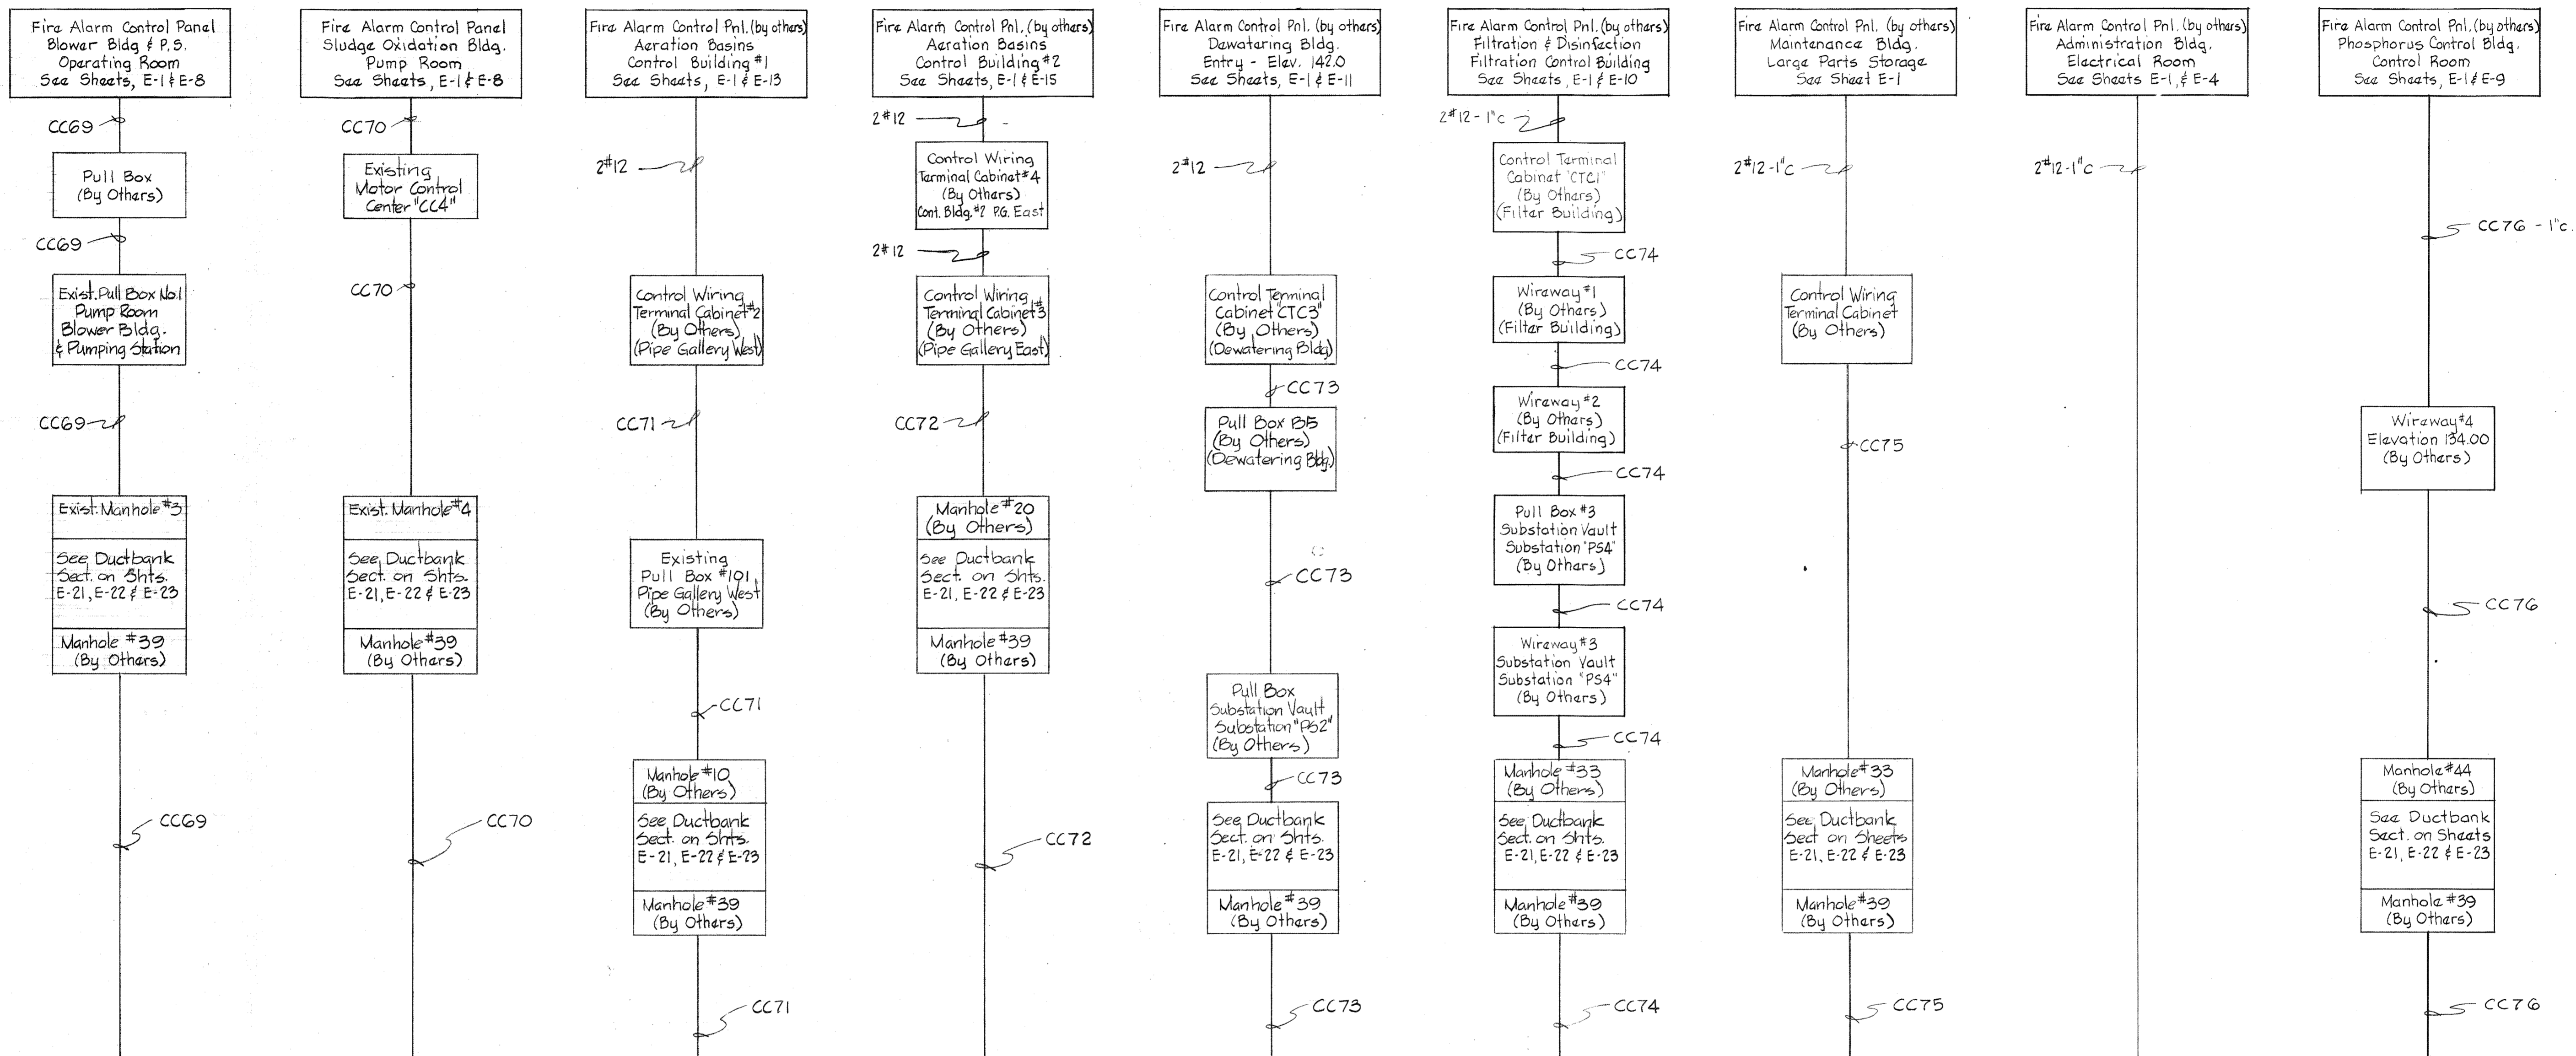 Fire Alarm Control Panel
Blower Bldg & P.S.
Operating Room
See Sheets, E-1 & E-8
CC69
Pull Box
(By Others)
CC69
Exist. Pull Box No.1
Pump Room
Blower Bldg.
& Pumping Station
CC69
Exist. Manhole #3
See Ductbank
Sect. on Shts.
E-21, E-22 & E-23
Manhole #39
(By Others)
CC69
Fire Alarm Control Panel
Sludge Oxidation Bldg.
Pump Room
See Sheets, E-1 & E-8
CC70
Existing
Motor Control
Center "CC4"
CC70
Exist. Manhole #4
See Ductbank
Sect. on Shts.
E-21, E-22 & E-23
Manhole #39
(By Others)
CC70
Fire Alarm Control Pnl. (by others)
Aeration Basins
Control Building #1
See Sheets, E-1 & E-13
2#12
Control Wiring
Terminal Cabinet #2
(By Others)
(Pipe Gallery West)
CC71
Existing
Pull Box #101
Pipe Gallery West
(By Others)
CC71
Manhole #10
(By Others)
See Ductbank
Sect. on Shts.
E-21, E-22 & E-23
Manhole #39
(By Others)
CC71
Fire Alarm Control Pnl. (by others)
Aeration Basins
Control Building #2
See Sheets, E-1 & E-15
2#12
Control Wiring
Terminal Cabinet #4
(By Others)
Cont. Bldg. #2 P.G. East
2#12
Control Wiring
Terminal Cabinet #3
(By Others)
(Pipe Gallery East)
CC72
Manhole #20
(By Others)
See Ductbank
Sect. on Shts.
E-21, E-22 & E-23
Manhole #39
(By Others)
CC72
Fire Alarm Control Pnl. (by others)
Dewatering Bldg.
Entry - Elev. 142.0
See Sheets, E-1 & E-11
2#12
Control Terminal
Cabinet "CTC3"
(By Others)
(Dewatering Bldg)
CC73
Pull Box B5
(By Others)
(Dewatering Bldg.)
CC73
Pull Box
Substation Vault
Substation "PS2"
(By Others)
CC73
See Ductbank
Sect. on Shts.
E-21, E-22 & E-23
Manhole #39
(By Others)
CC73
Fire Alarm Control Pnl. (by others)
Filtration & Disinfection
Filtration Control Building
See Sheets, E-1 & E-10
2#12-1"c
Control Terminal
Cabinet "CTC1"
(By Others)
(Filter Building)
CC74
Wireway #1
(By Others)
(Filter Building)
CC74
Wireway #2
(By Others)
(Filter Building)
CC74
Pull Box #3
Substation Vault
Substation "PS4"
(By Others)
CC74
Wireway #3
Substation Vault
Substation "PS4"
(By Others)
CC74
Manhole #33
(By Others)
See Ductbank
Sect. on Shts.
E-21, E-22 & E-23
Manhole #39
(By Others)
CC74
Fire Alarm Control Pnl. (by others)
Maintenance Bldg.
Large Parts Storage
See Sheet E-1
2#12-1"c
Control Wiring
Terminal Cabinet
(By Others)
CC75
Manhole #33
(By Others)
See Ductbank
Sect on Sheets
E-21, E-22 & E-23
Manhole #39
(By Others)
CC75
Fire Alarm Control Pnl. (by others)
Administration Bldg.
Electrical Room
See Sheets E-1, & E-4
2#12-1"c
Fire Alarm Control Pnl. (by others)
Phosphorus Control Bldg.
Control Room
See Sheets, E-1 & E-9
CC76 - 1"c.
Wireway #4
Elevation 134.00
(By Others)
CC76
Manhole #44
(By Others)
See Ductbank
Sect. on Sheets
E-21, E-22 & E-23
Manhole #39
(By Others)
CC76